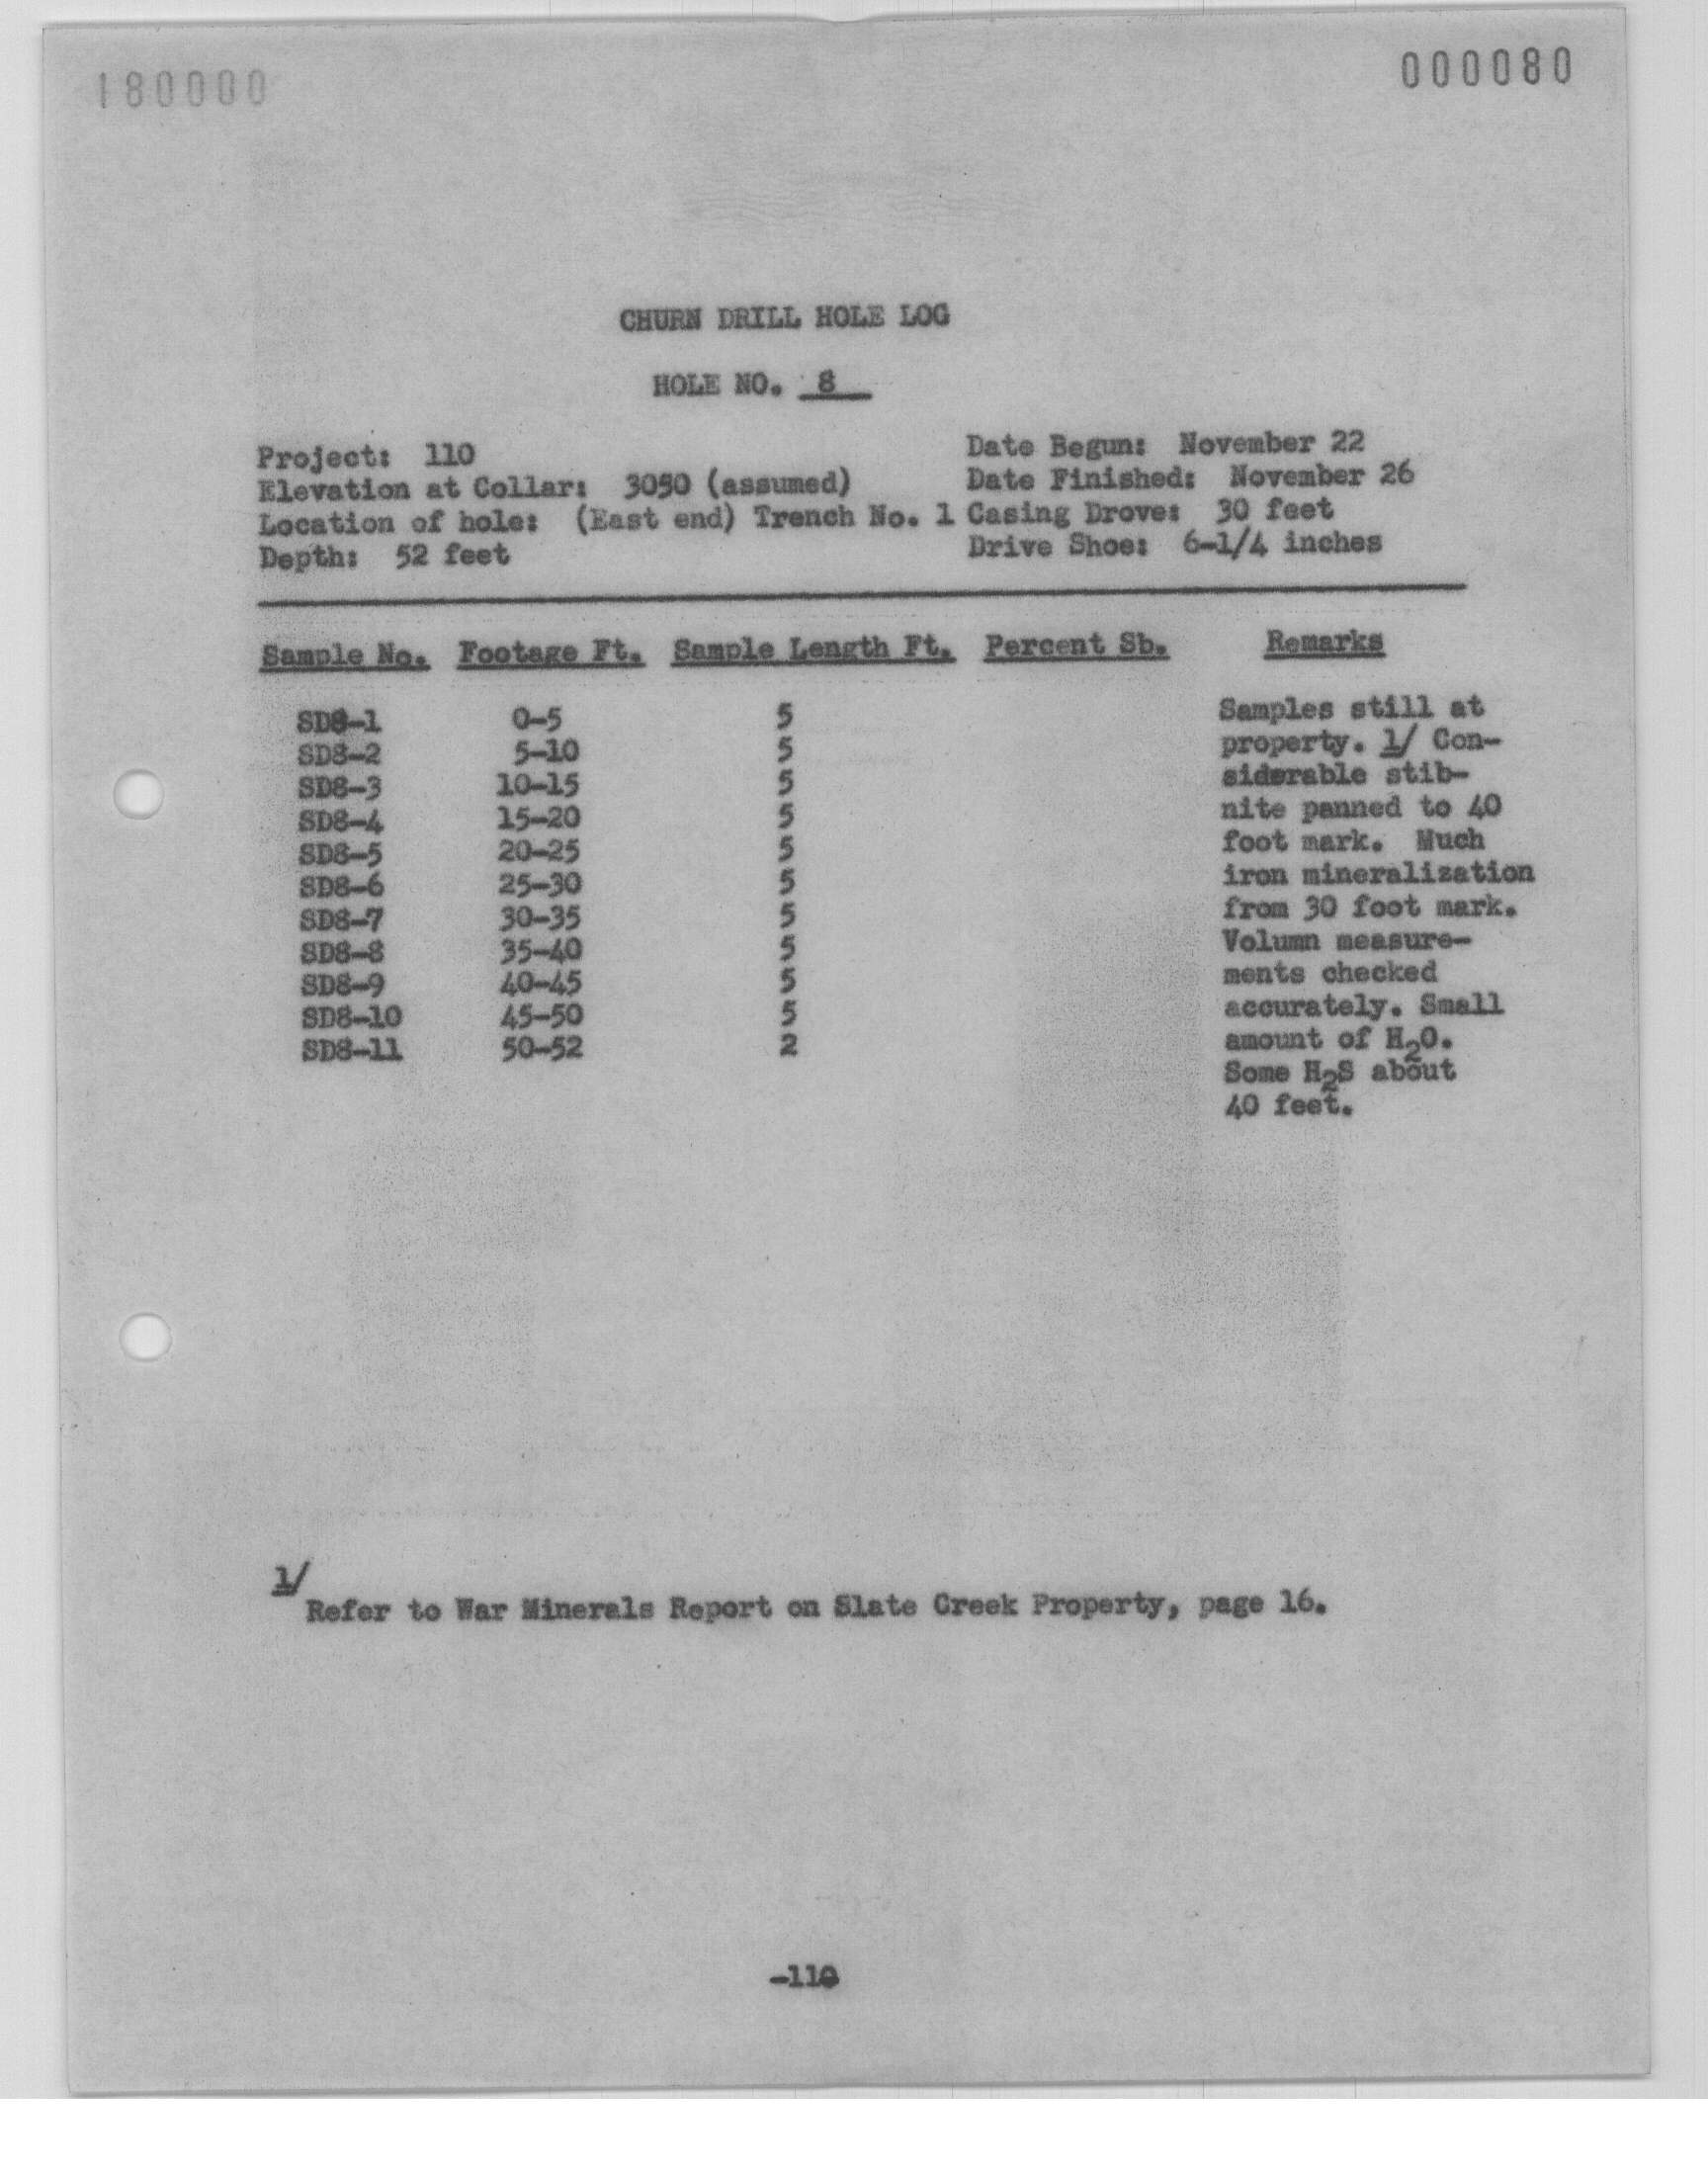 180000
000080
CHURN DRILL HOLE LOG
HOLE NO. 8
Project: 110
Elevation at Collar: 3050 (assumed)
Location of hole: (East end) Trench No. 1
Depth: 52 feet
Date Begun: November 22
Date Finished: November 26
Casing Drove: 30 feet
Drive Shoe: 6-1/4 inches
Sample No. Footage Ft. Sample Length Ft. Percent Sb. Remarks
SD8-1 0-5 5
SD8-2 5-10 5
SD8-3 10-15 5
SD8-4 15-20 5
SD8-5 20-25 5
SD8-6 25-30 5
SD8-7 30-35 5
SD8-8 35-40 5
SD8-9 40-45 5
SD8-10 45-50 5
SD8-11 50-52 2
Samples still at
property. 1/ Con-
siderable stib-
nite panned to 40
foot mark. Much
iron mineralization
from 30 foot mark.
Volumn measure-
ments checked
accurately. Small
amount of H2O.
Some H2S about
40 feet.
1/
Refer to War Minerals Report on Slate Creek Property, page 16.